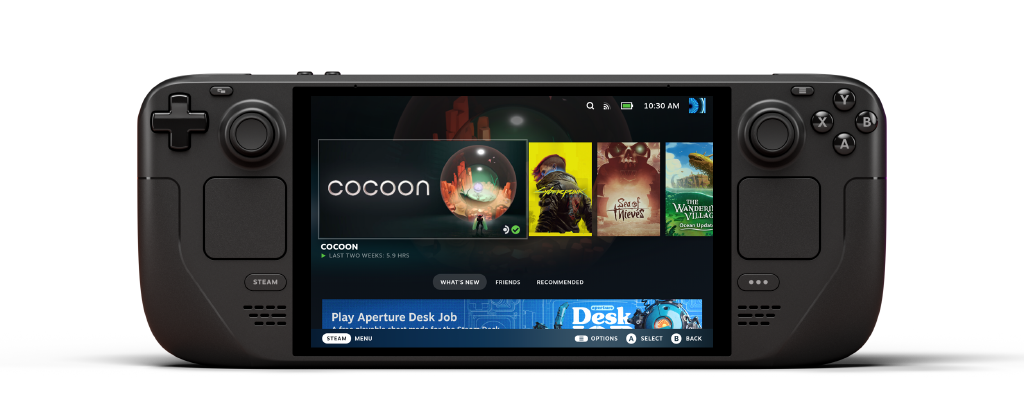 10:30 AM
COCOON
CYBERPUNK
Sea of Thieves
THE WANDERING VILLAGE
Ocean Update
COCOON
LAST TWO WEEKS: 5.9 HRS
WHAT'S NEW
FRIENDS
RECOMMENDED
Play Aperture Desk Job
A free playable short made for the Steam Deck
aperture
Desk
JOB
STEAM
MENU
OPTIONS
A
SELECT
B
BACK
Y
X
B
A
STEAM